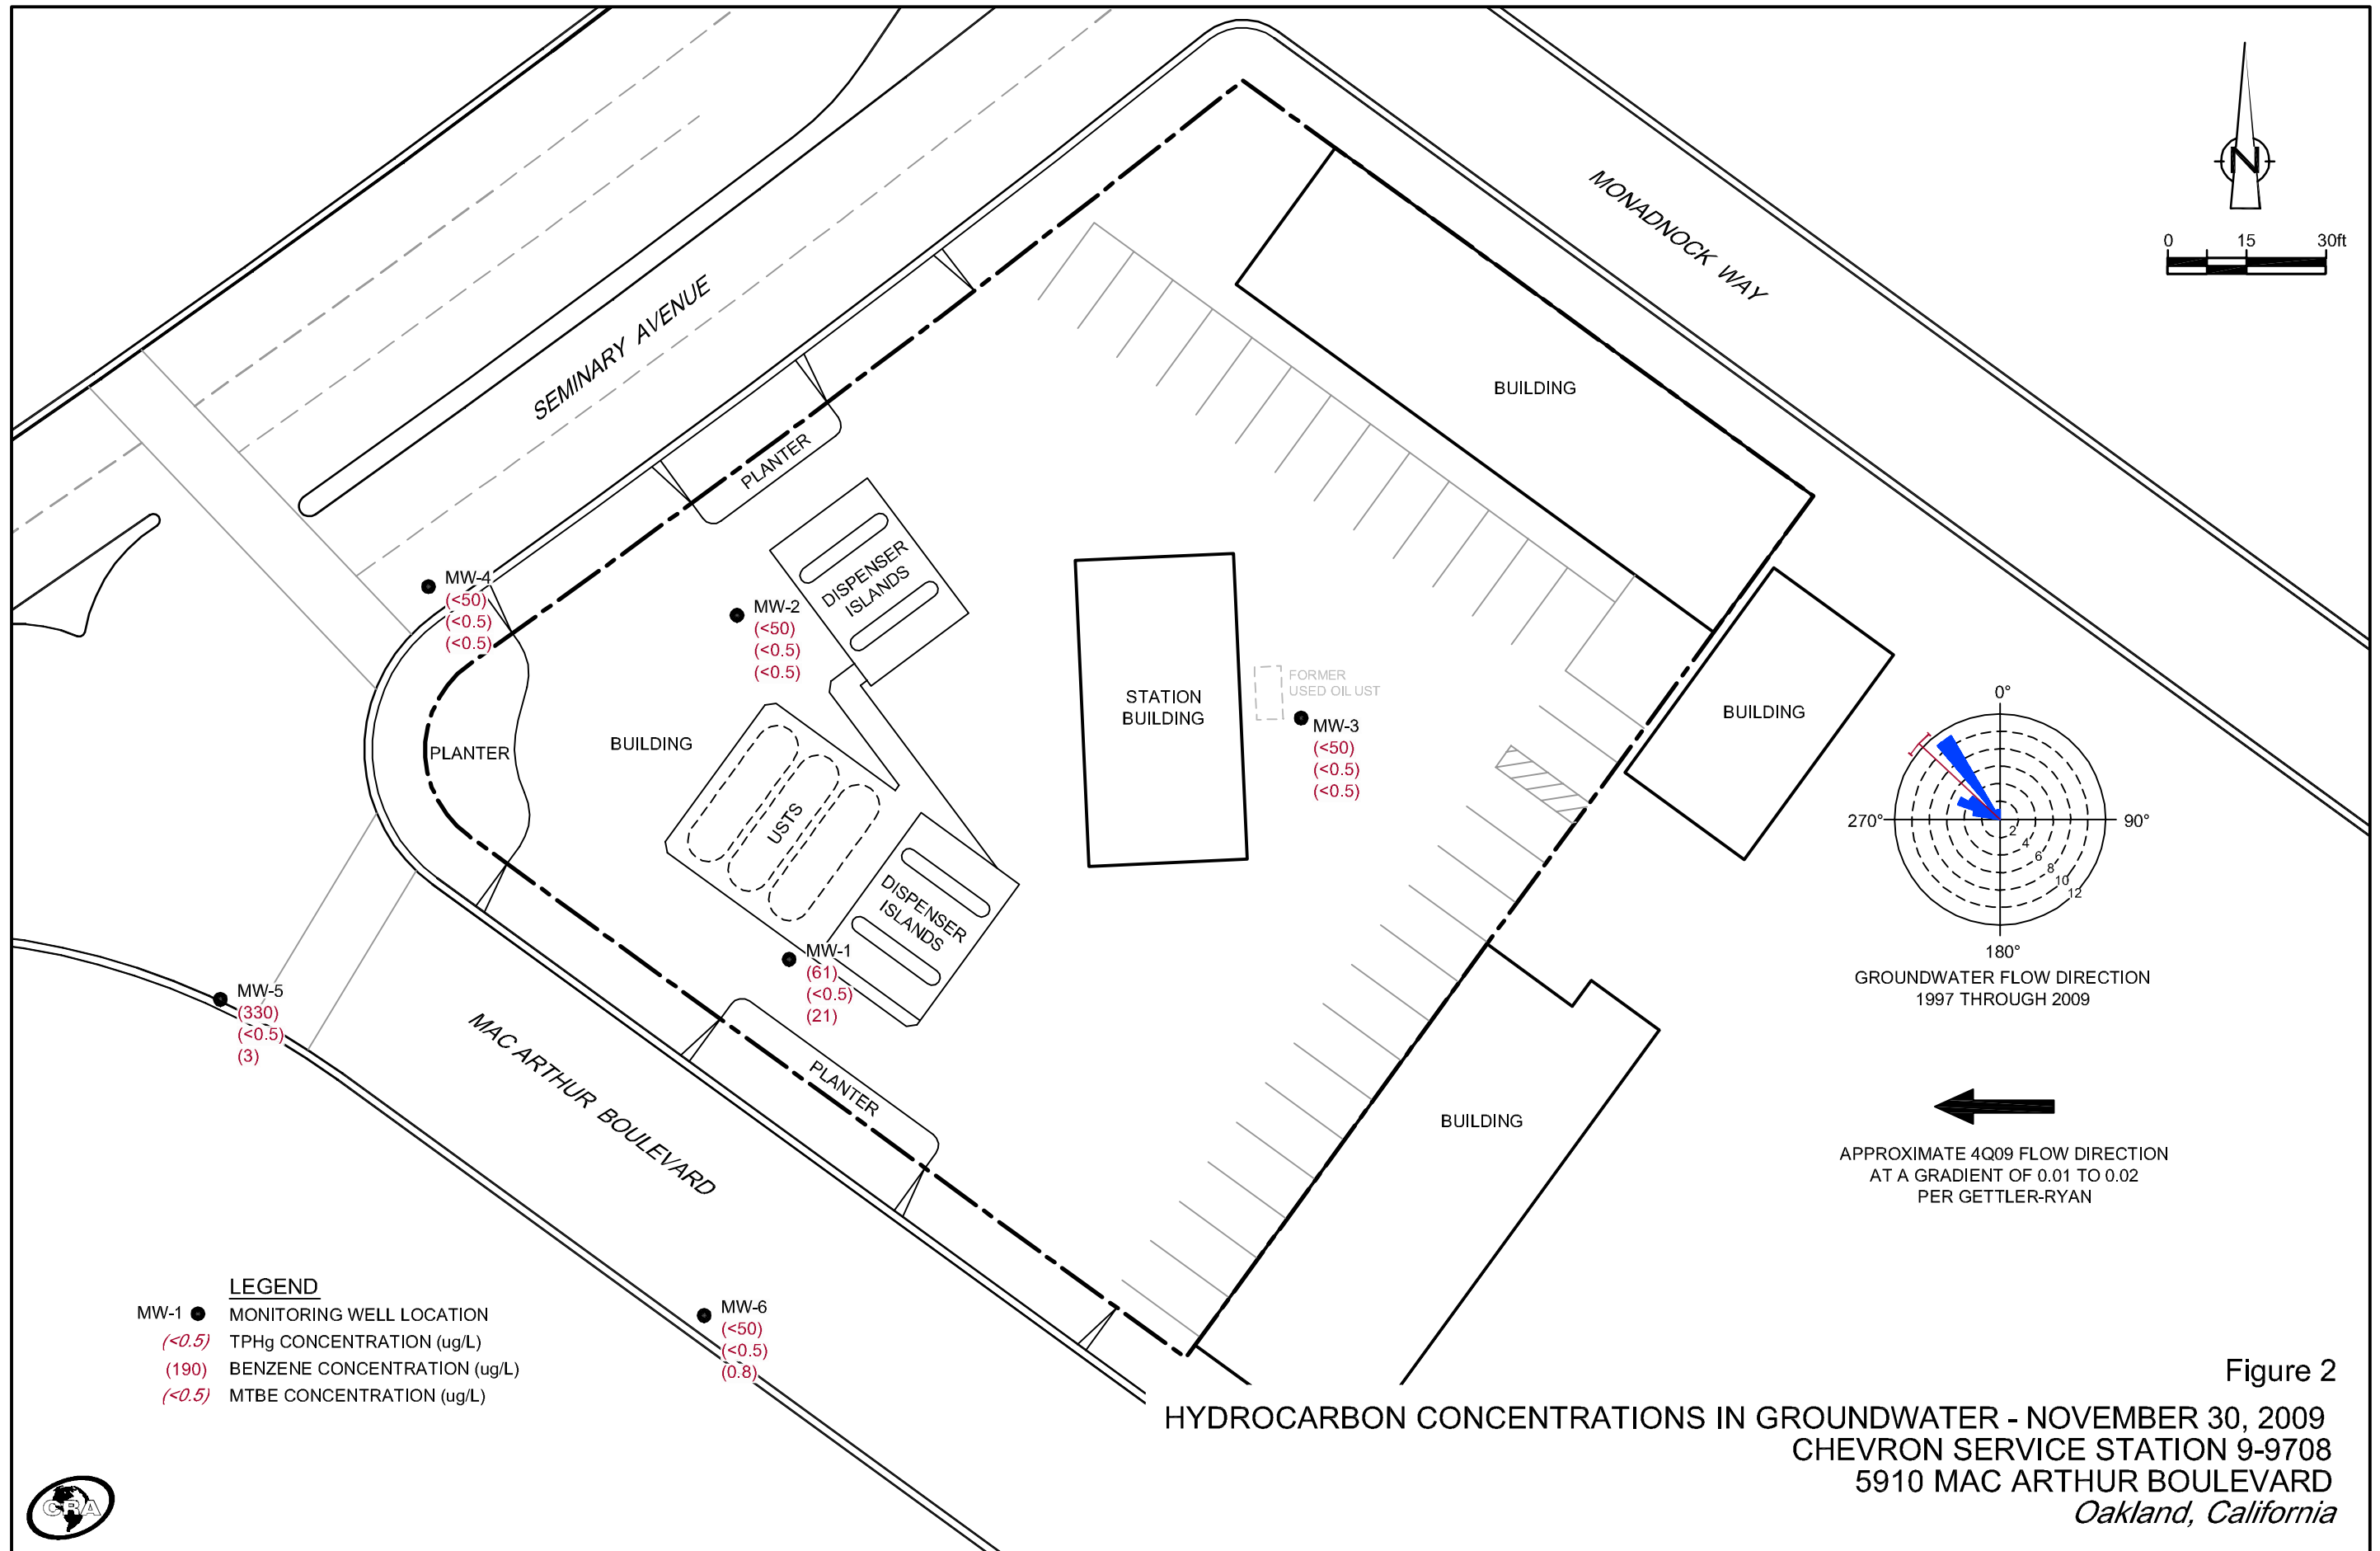 MONADNOCK WAY
N
0 15 30ft
SEMINARY AVENUE
BUILDING
PLANTER
DISPENSER
ISLANDS
MW-4
(<50)
(<0.5)
(<0.5)
MW-2
(<50)
(<0.5)
(<0.5)
STATION
BUILDING
FORMER
USED OIL UST
MW-3
(<50)
(<0.5)
(<0.5)
BUILDING
PLANTER
BUILDING
USTS
DISPENSER
ISLANDS
0°
270°
90°
180°
2
4
6
8
10
12
GROUNDWATER FLOW DIRECTION
1997 THROUGH 2009
MW-1
(61)
(<0.5)
(21)
MW-5
(330)
(<0.5)
(3)
MAC ARTHUR BOULEVARD
PLANTER
BUILDING
APPROXIMATE 4Q09 FLOW DIRECTION
AT A GRADIENT OF 0.01 TO 0.02
PER GETTLER-RYAN
MW-6
(<50)
(<0.5)
(0.8)
LEGEND
MW-1 MONITORING WELL LOCATION
(<0.5) TPHg CONCENTRATION (ug/L)
(190) BENZENE CONCENTRATION (ug/L)
(<0.5) MTBE CONCENTRATION (ug/L)
Figure 2
HYDROCARBON CONCENTRATIONS IN GROUNDWATER - NOVEMBER 30, 2009
CHEVRON SERVICE STATION 9-9708
5910 MAC ARTHUR BOULEVARD
Oakland, California
CRA